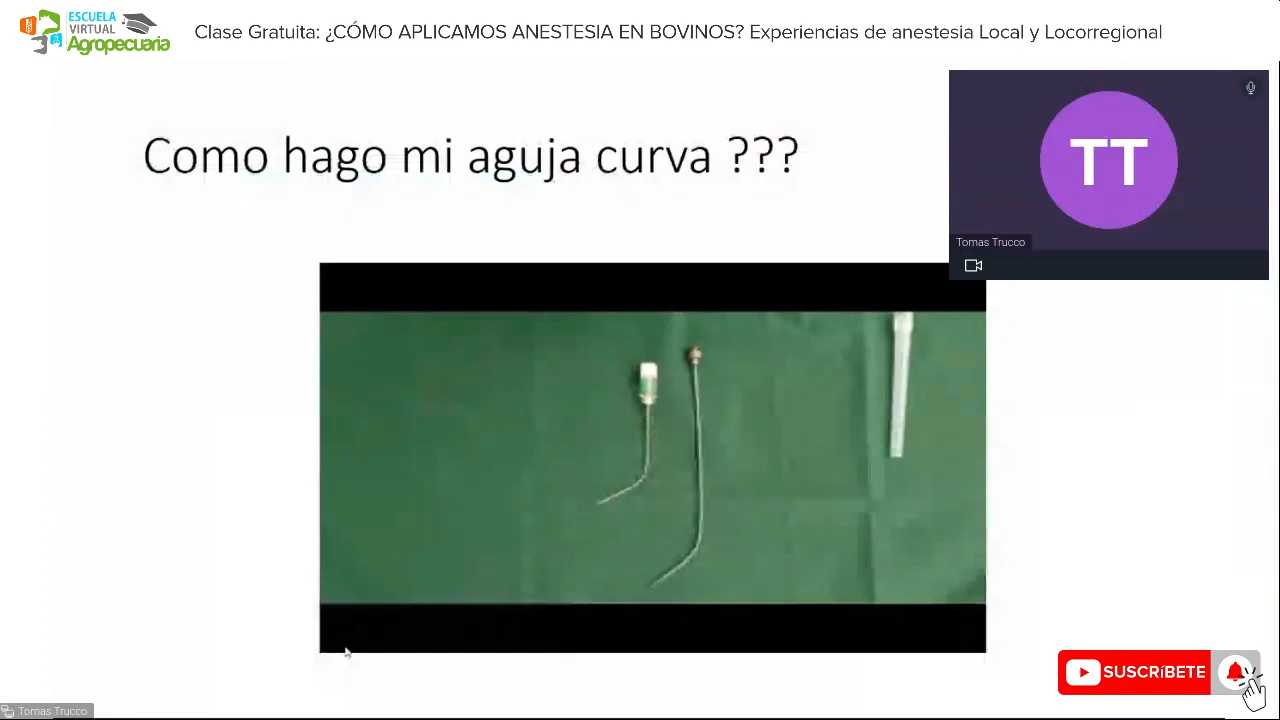 ESCUELA
VIRTUAL
Agropecuaria
Clase Gratuita: ¿CÓMO APLICAMOS ANESTESIA EN BOVINOS? Experiencias de anestesia Local y Locorregional
Como hago mi aguja curva ???
TT
Tomas Trucco
SUSCRíBETE
Tomas Trucco